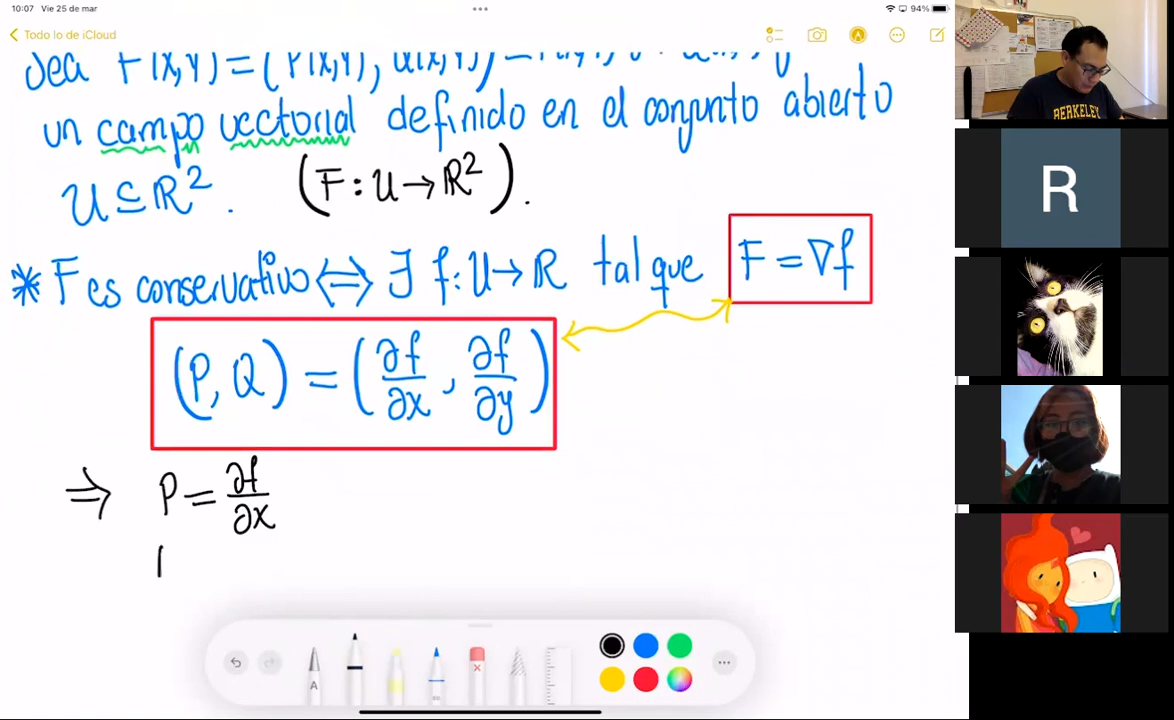 10:07 Vie 25 de mar
94%
Todo lo de iCloud
Sea F(x,y)=(P(x,y),
un campo vectorial definido en el conjunto abierto
U⊆ℝ². (F:U→ℝ²).
* F es conservativo ⟺ ∃ f:U→ℝ tal que F=∇f
(P,Q)=(∂f/∂x, ∂f/∂y)
⇒ P=∂f/∂x
A
BERKELEY
R